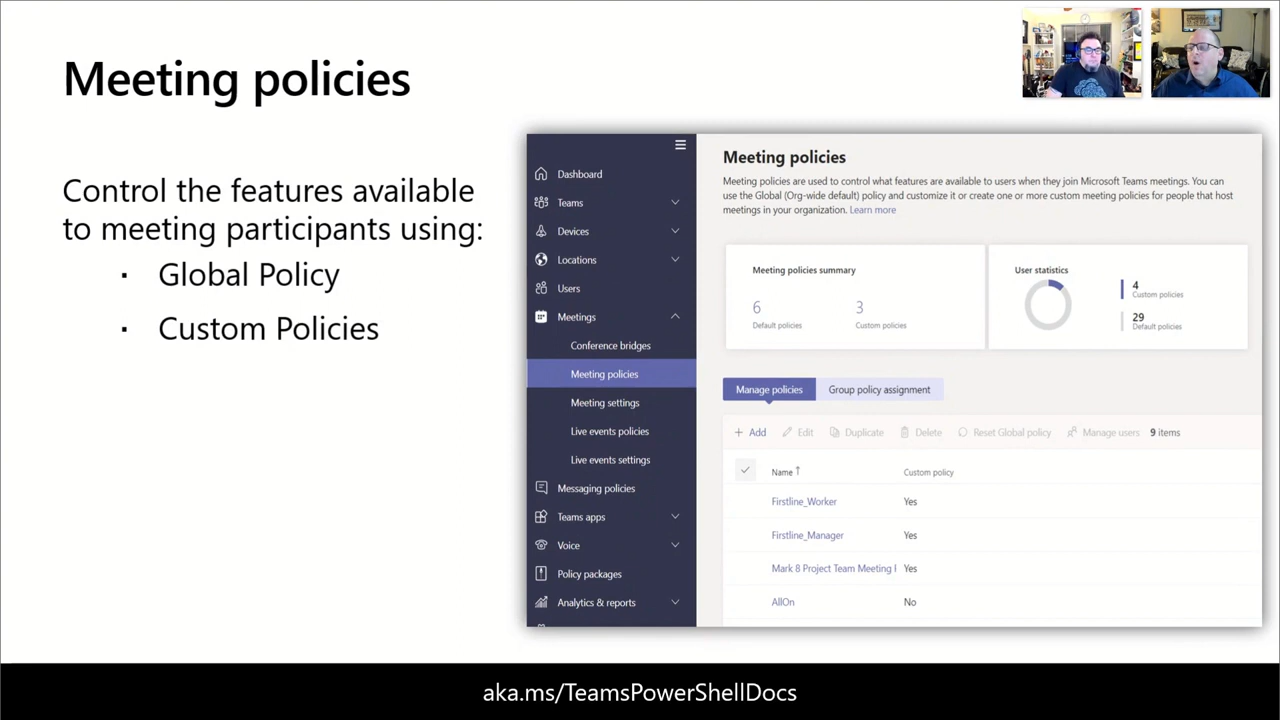 Meeting policies
Control the features available
to meeting participants using:
· Global Policy
· Custom Policies
Dashboard
Teams
Devices
Locations
Users
Meetings
Conference bridges
Meeting policies
Meeting settings
Live events policies
Live events settings
Messaging policies
Teams apps
Voice
Policy packages
Analytics & reports
Meeting policies
Meeting policies are used to control what features are available to users when they join Microsoft Teams meetings. You can
use the Global (Org-wide default) policy and customize it or create one or more custom meeting policies for people that host
meetings in your organization. Learn more
Meeting policies summary
6
Default policies
3
Custom policies
User statistics
4
Custom policies
29
Default policies
Manage policies
Group policy assignment
+ Add Edit Duplicate Delete Reset Global policy Manage users 9 items
Name ↑ Custom policy
Firstline_Worker Yes
Firstline_Manager Yes
Mark 8 Project Team Meeting Yes
AllOn No
aka.ms/TeamsPowerShellDocs